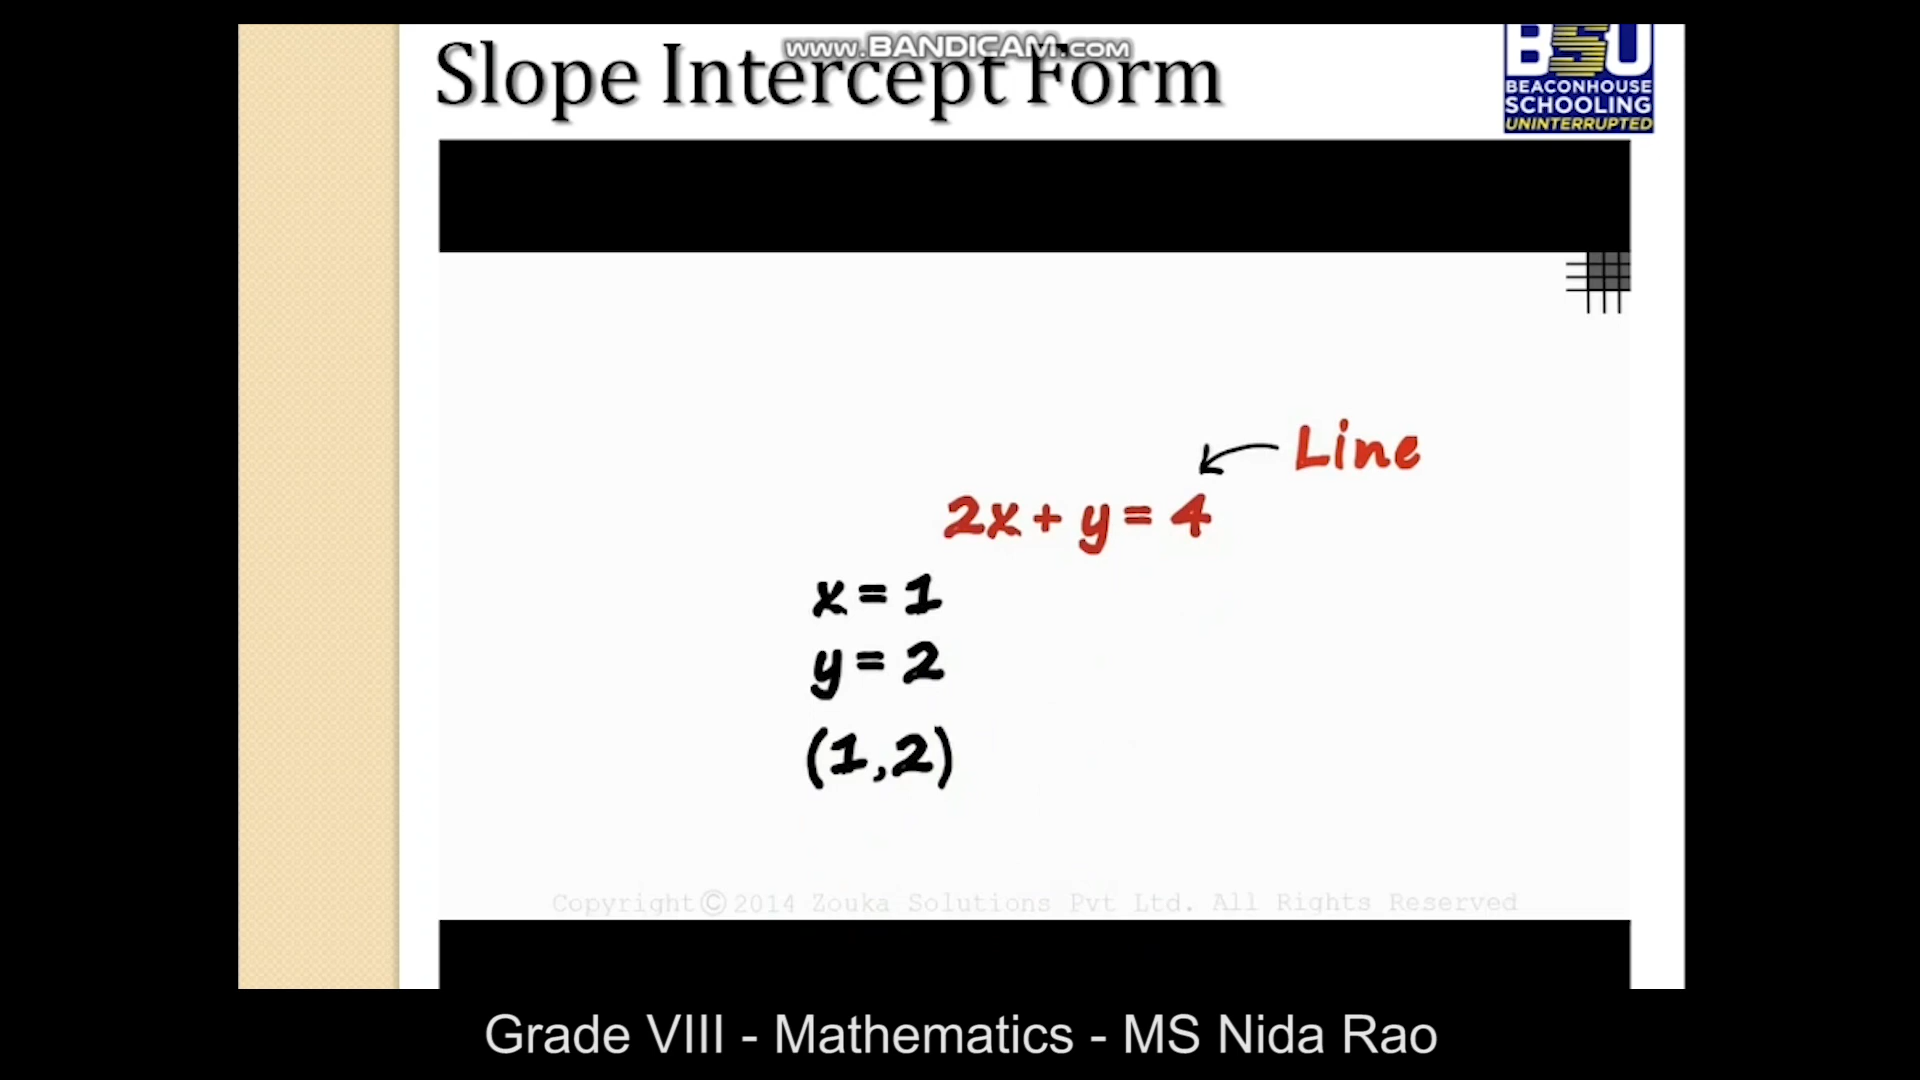 www.BANDICAM.com
Slope Intercept Form
BSU
BEACONHOUSE
SCHOOLING
UNINTERRUPTED
Line
2x + y = 4
x = 1
y = 2
(1,2)
Copyright©2014 Zouka Solutions Pvt Ltd. All Rights Reserved
Grade VIII - Mathematics - MS Nida Rao